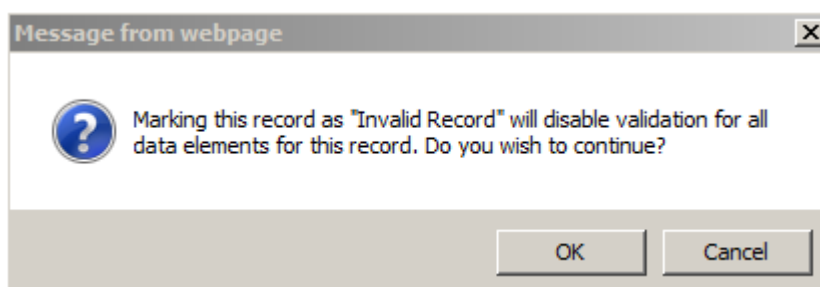 Message from webpage
Marking this record as "Invalid Record" will disable validation for all
data elements for this record. Do you wish to continue?
OK
Cancel